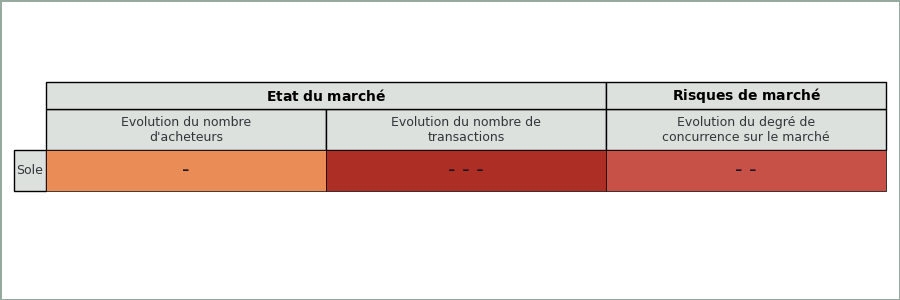 Etat du marché
Risques de marché
Evolution du nombre
d'acheteurs
Evolution du nombre de
transactions
Evolution du degré de
concurrence sur le marché
Sole
–
– – –
– –